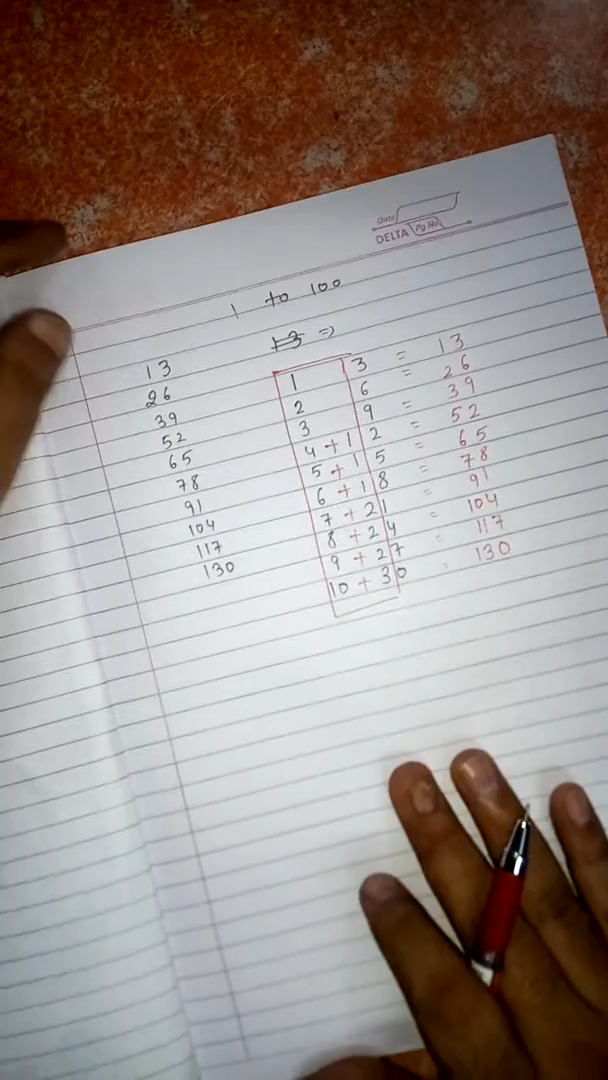 Date
DELTA Pg No
1 to 100
13 =>
13
26
39
52
65
78
91
104
117
130
1 3 = 13
2 6 = 26
3 9 = 39
4 + 1 2 = 52
5 + 1 5 = 65
6 + 1 8 = 78
7 + 2 1 = 91
8 + 2 4 = 104
9 + 2 7 = 117
10 + 3 0 = 130